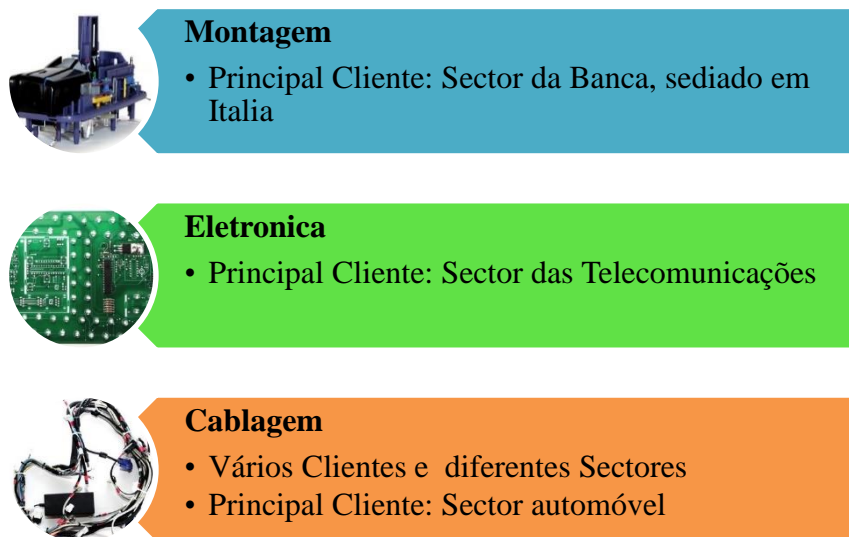 Montagem
• Principal Cliente: Sector da Banca, sediado em
Italia
Eletronica
• Principal Cliente: Sector das Telecomunicações
Cablagem
• Vários Clientes e  diferentes Sectores
• Principal Cliente: Sector automóvel